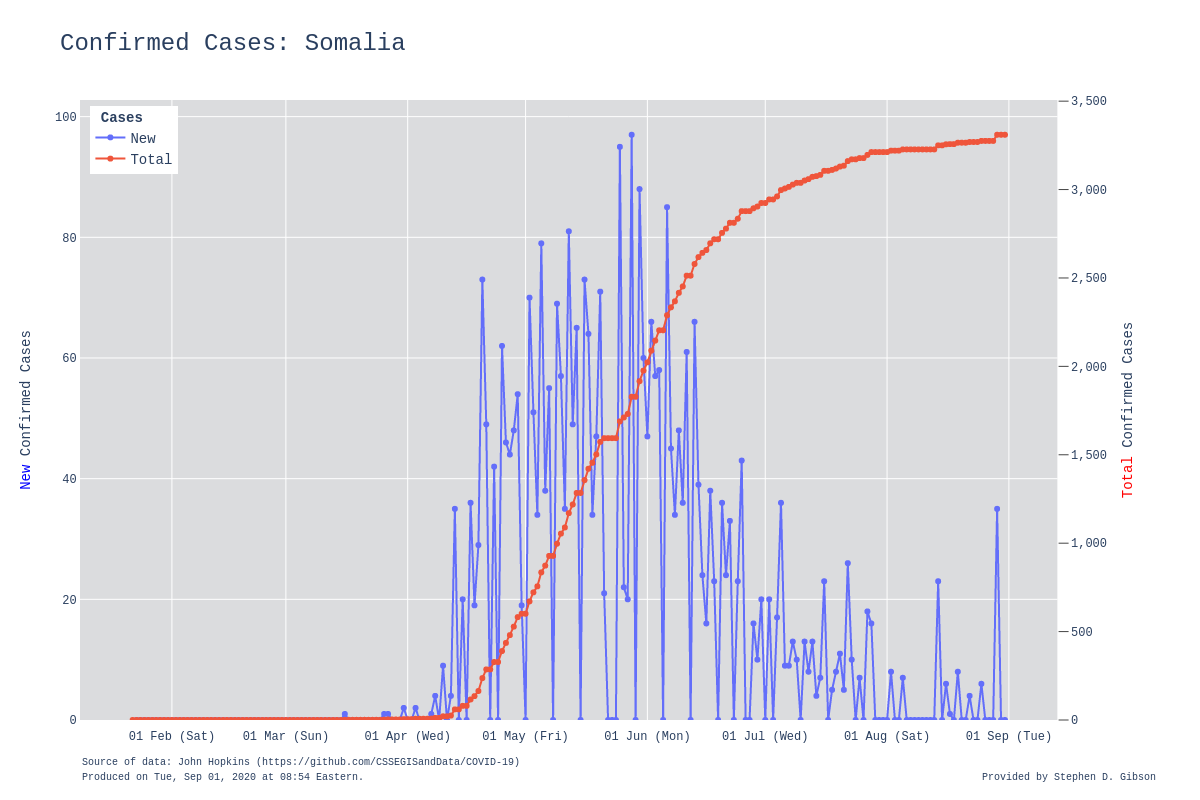 Confirmed Cases: Somalia
Cases
New
Total
100
80
60
40
20
0
3,500
3,000
2,500
2,000
1,500
1,000
500
0
New Confirmed Cases
Total Confirmed Cases
01 Feb (Sat) 01 Mar (Sun) 01 Apr (Wed) 01 May (Fri) 01 Jun (Mon) 01 Jul (Wed) 01 Aug (Sat) 01 Sep (Tue)
Source of data: John Hopkins (https://github.com/CSSEGISandData/COVID-19)
Produced on Tue, Sep 01, 2020 at 08:54 Eastern.
Provided by Stephen D. Gibson